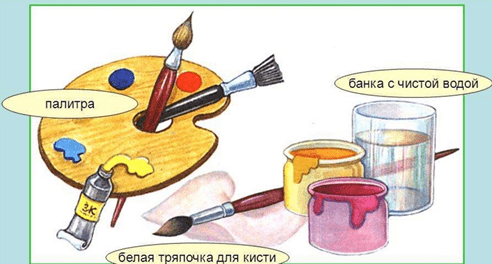 палитра
банка с чистой водой
белая тряпочка для кисти